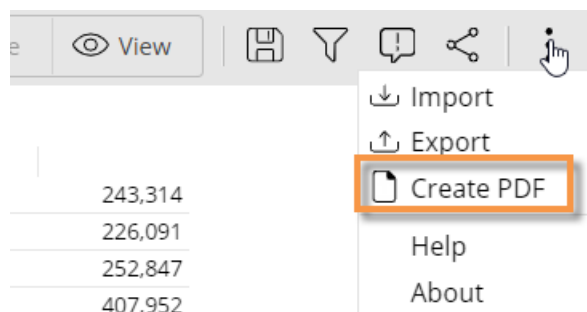 e View
Import
Export
Create PDF
Help
About
243,314
226,091
252,847
407,952